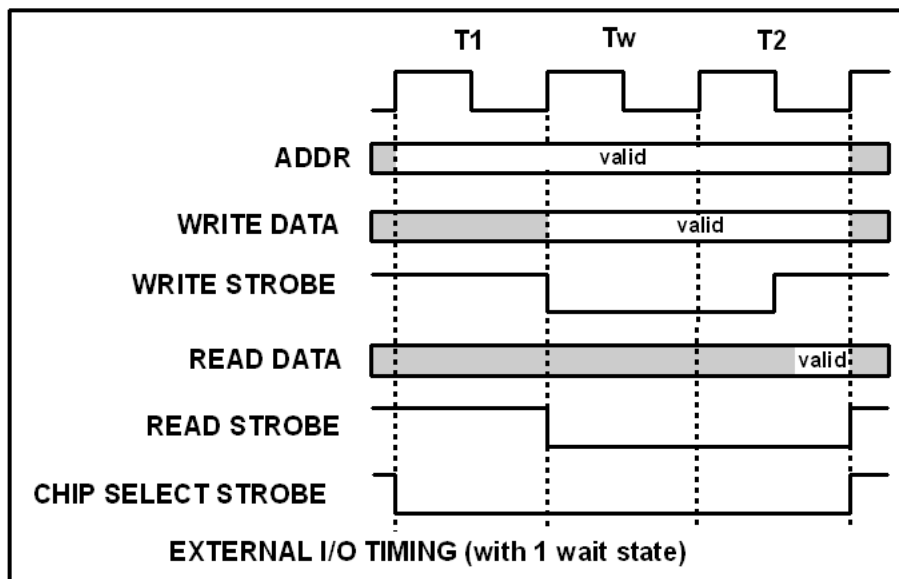 T1 Tw T2
ADDR valid
WRITE DATA valid
WRITE STROBE
READ DATA valid
READ STROBE
CHIP SELECT STROBE
EXTERNAL I/O TIMING (with 1 wait state)